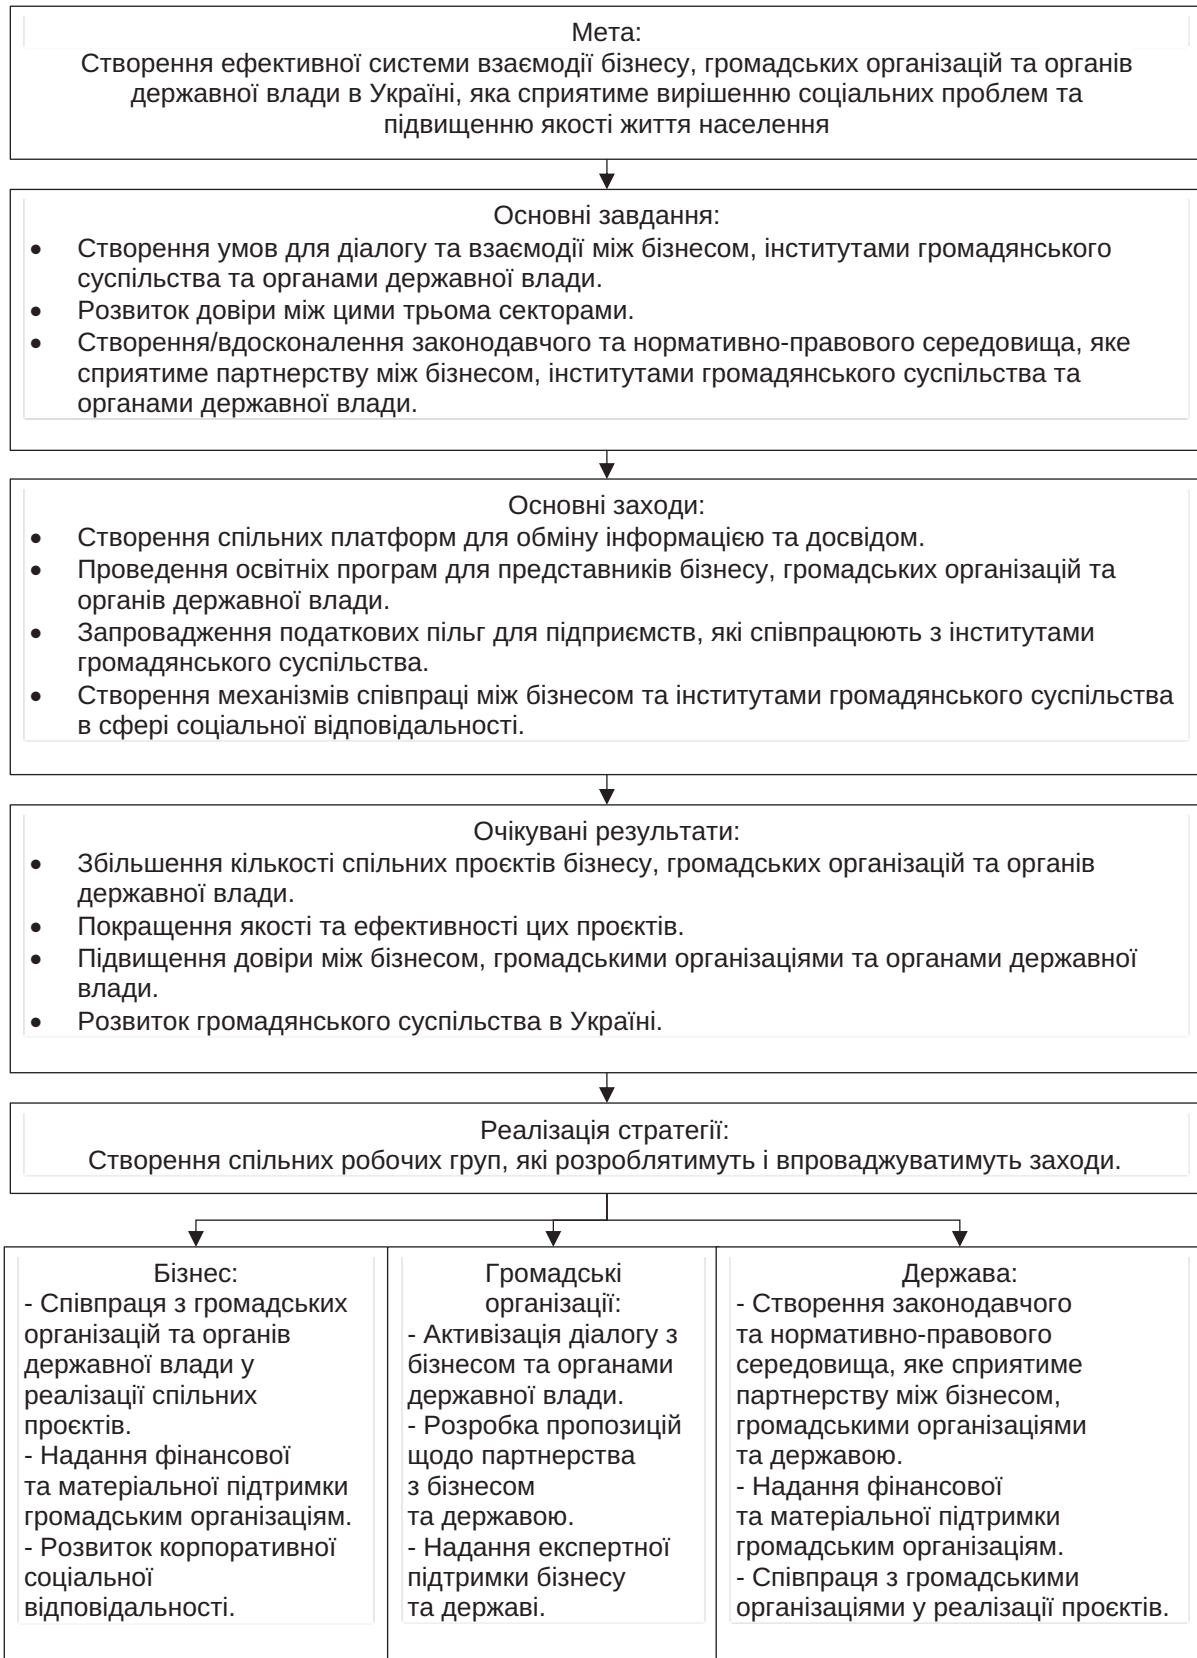 Мета:
Створення ефективної системи взаємодії бізнесу, громадських організацій та органів
державної влади в Україні, яка сприятиме вирішенню соціальних проблем та
підвищенню якості життя населення
Основні завдання:
• Створення умов для діалогу та взаємодії між бізнесом, інститутами громадянського
суспільства та органами державної влади.
• Розвиток довіри між цими трьома секторами.
• Створення/вдосконалення законодавчого та нормативно-правового середовища, яке
сприятиме партнерству між бізнесом, інститутами громадянського суспільства та
органами державної влади.
Основні заходи:
• Створення спільних платформ для обміну інформацією та досвідом.
• Проведення освітніх програм для представників бізнесу, громадських організацій та
органів державної влади.
• Запровадження податкових пільг для підприємств, які співпрацюють з інститутами
громадянського суспільства.
• Створення механізмів співпраці між бізнесом та інститутами громадянського суспільства
в сфері соціальної відповідальності.
Очікувані результати:
• Збільшення кількості спільних проєктів бізнесу, громадських організацій та органів
державної влади.
• Покращення якості та ефективності цих проєктів.
• Підвищення довіри між бізнесом, громадськими організаціями та органами державної
влади.
• Розвиток громадянського суспільства в Україні.
Реалізація стратегії:
Створення спільних робочих груп, які розроблятимуть і впроваджуватимуть заходи.
Бізнес:
- Співпраця з громадських
організацій та органів
державної влади у
реалізації спільних
проєктів.
- Надання фінансової
та матеріальної підтримки
громадським організаціям.
- Розвиток корпоративної
соціальної
відповідальності.
Громадські
організації:
- Активізація діалогу з
бізнесом та органами
державної влади.
- Розробка пропозицій
щодо партнерства
з бізнесом
та державою.
- Надання експертної
підтримки бізнесу
та державі.
Держава:
- Створення законодавчого
та нормативно-правового
середовища, яке сприятиме
партнерству між бізнесом,
громадськими організаціями
та державою.
- Надання фінансової
та матеріальної підтримки
громадським організаціям.
- Співпраця з громадськими
організаціями у реалізації проєктів.